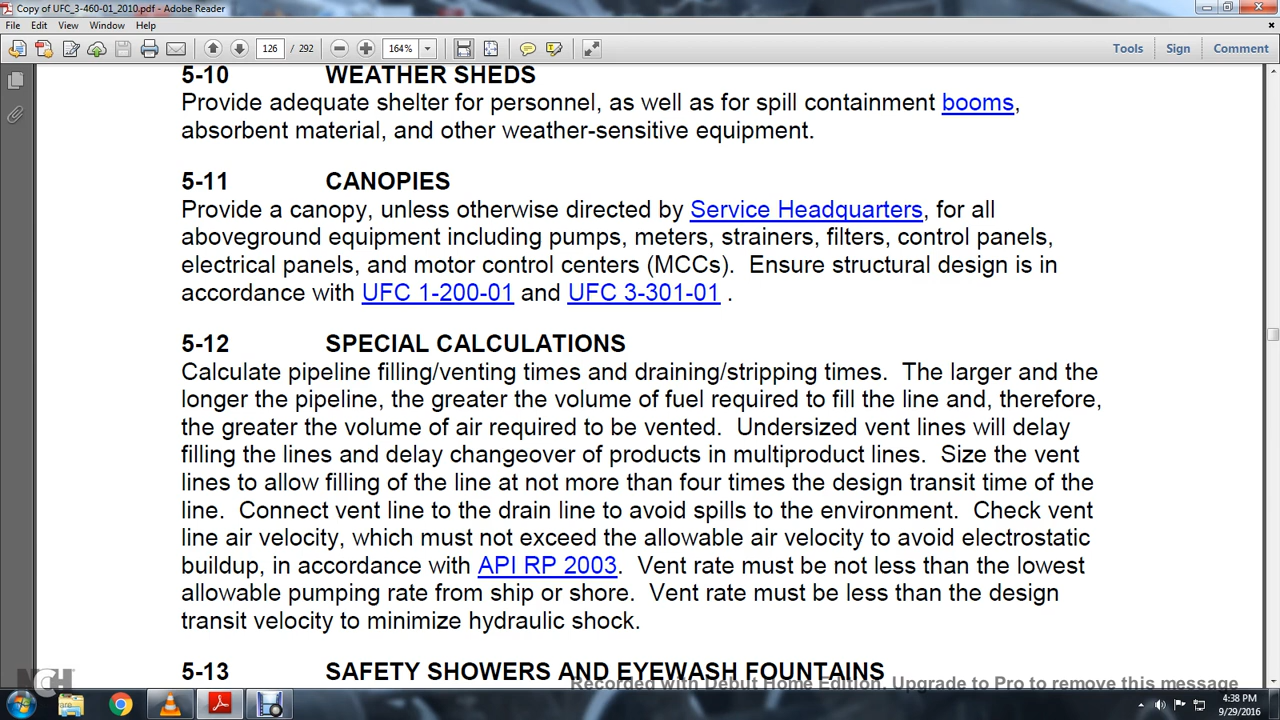 Copy of UFC_3-460-01_2010.pdf - Adobe Reader
File Edit View Window Help
126 / 292 164% Tools Sign Comment
5-10 WEATHER SHEDS
Provide adequate shelter for personnel, as well as for spill containment booms,
absorbent material, and other weather-sensitive equipment.
5-11 CANOPIES
Provide a canopy, unless otherwise directed by Service Headquarters, for all
aboveground equipment including pumps, meters, strainers, filters, control panels,
electrical panels, and motor control centers (MCCs). Ensure structural design is in
accordance with UFC 1-200-01 and UFC 3-301-01 .
5-12 SPECIAL CALCULATIONS
Calculate pipeline filling/venting times and draining/stripping times. The larger and the
longer the pipeline, the greater the volume of fuel required to fill the line and, therefore,
the greater the volume of air required to be vented. Undersized vent lines will delay
filling the lines and delay changeover of products in multiproduct lines. Size the vent
lines to allow filling of the line at not more than four times the design transit time of the
line. Connect vent line to the drain line to avoid spills to the environment. Check vent
line air velocity, which must not exceed the allowable air velocity to avoid electrostatic
buildup, in accordance with API RP 2003. Vent rate must be not less than the lowest
allowable pumping rate from ship or shore. Vent rate must be less than the design
transit velocity to minimize hydraulic shock.
5-13 SAFETY SHOWERS AND EYEWASH FOUNTAINS
NCH
Recorded with Debut Home Edition. Upgrade to Pro to remove this message
4:38 PM
9/29/2016